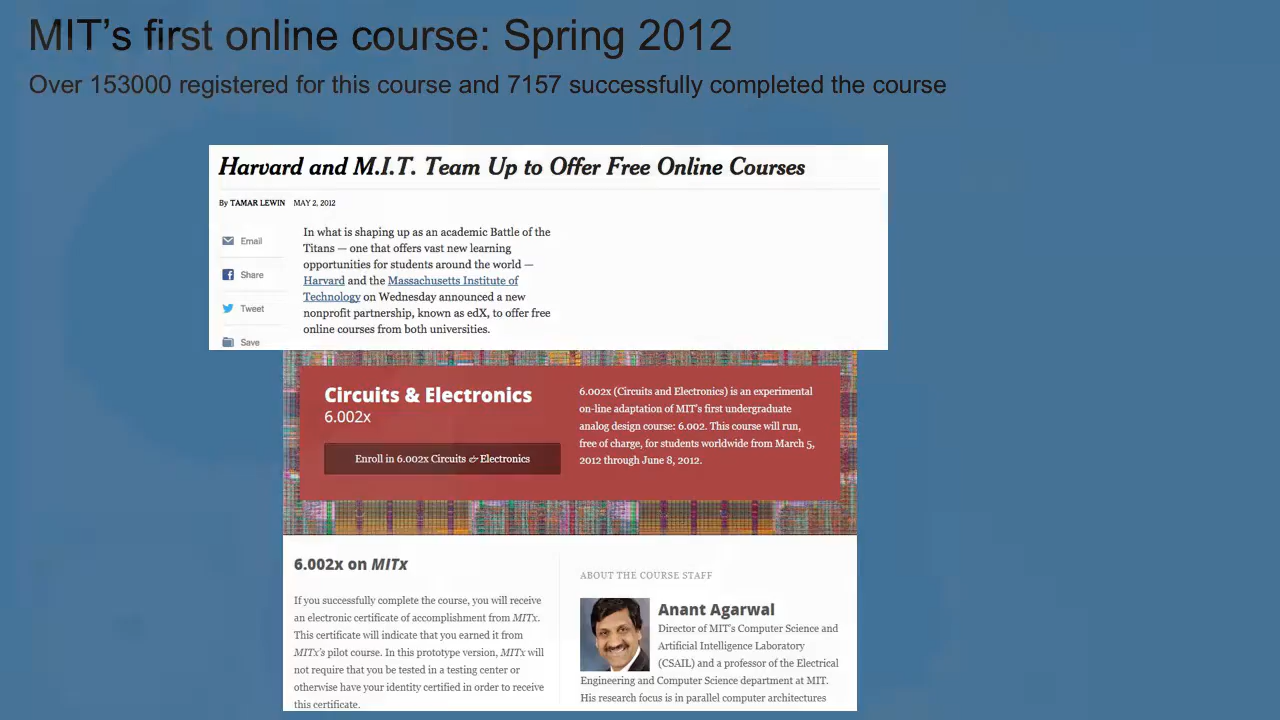 MIT’s first online course: Spring 2012
Over 153000 registered for this course and 7157 successfully completed the course
Harvard and M.I.T. Team Up to Offer Free Online Courses
By TAMAR LEWIN MAY 2, 2012
Email
Share
Tweet
Save
In what is shaping up as an academic Battle of the
Titans — one that offers vast new learning
opportunities for students around the world —
Harvard and the Massachusetts Institute of
Technology on Wednesday announced a new
nonprofit partnership, known as edX, to offer free
online courses from both universities.
Circuits & Electronics
6.002x
Enroll in 6.002x Circuits & Electronics
6.002x (Circuits and Electronics) is an experimental
on-line adaptation of MIT’s first undergraduate
analog design course: 6.002. This course will run,
free of charge, for students worldwide from March 5,
2012 through June 8, 2012.
6.002x on MITx
If you successfully complete the course, you will receive
an electronic certificate of accomplishment from MITx.
This certificate will indicate that you earned it from
MITx’s pilot course. In this prototype version, MITx will
not require that you be tested in a testing center or
otherwise have your identity certified in order to receive
this certificate.
ABOUT THE COURSE STAFF
Anant Agarwal
Director of MIT’s Computer Science and
Artificial Intelligence Laboratory
(CSAIL) and a professor of the Electrical
Engineering and Computer Science department at MIT.
His research focus is in parallel computer architectures